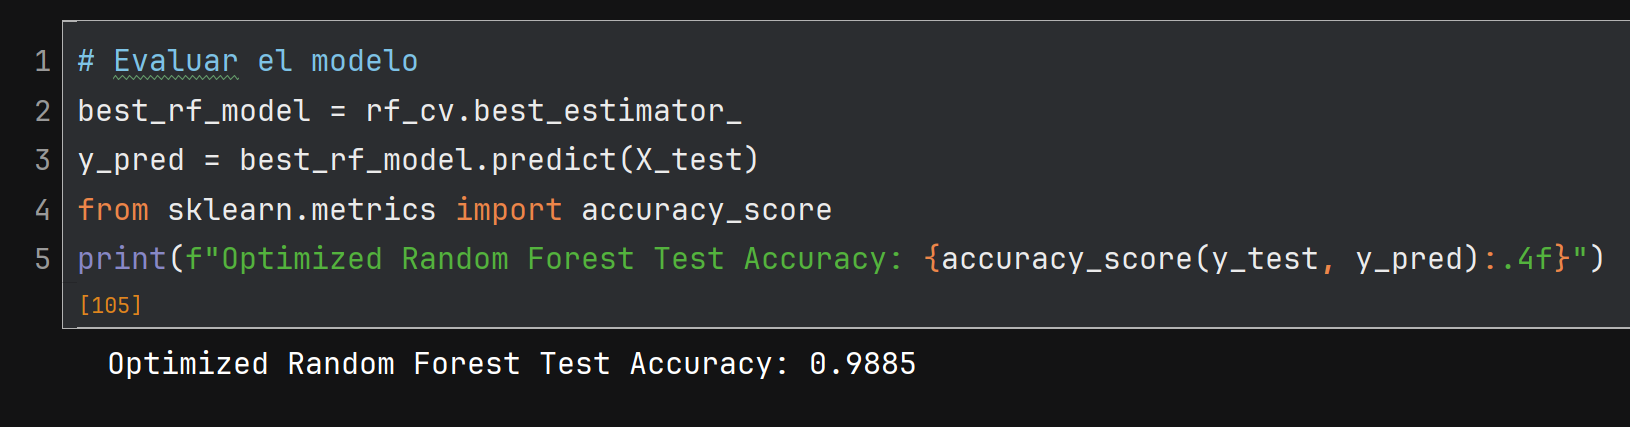 1 # Evaluar el modelo
2 best_rf_model = rf_cv.best_estimator_
3 y_pred = best_rf_model.predict(X_test)
4 from sklearn.metrics import accuracy_score
5 print(f"Optimized Random Forest Test Accuracy: {accuracy_score(y_test, y_pred):.4f}")
[105]
Optimized Random Forest Test Accuracy: 0.9885